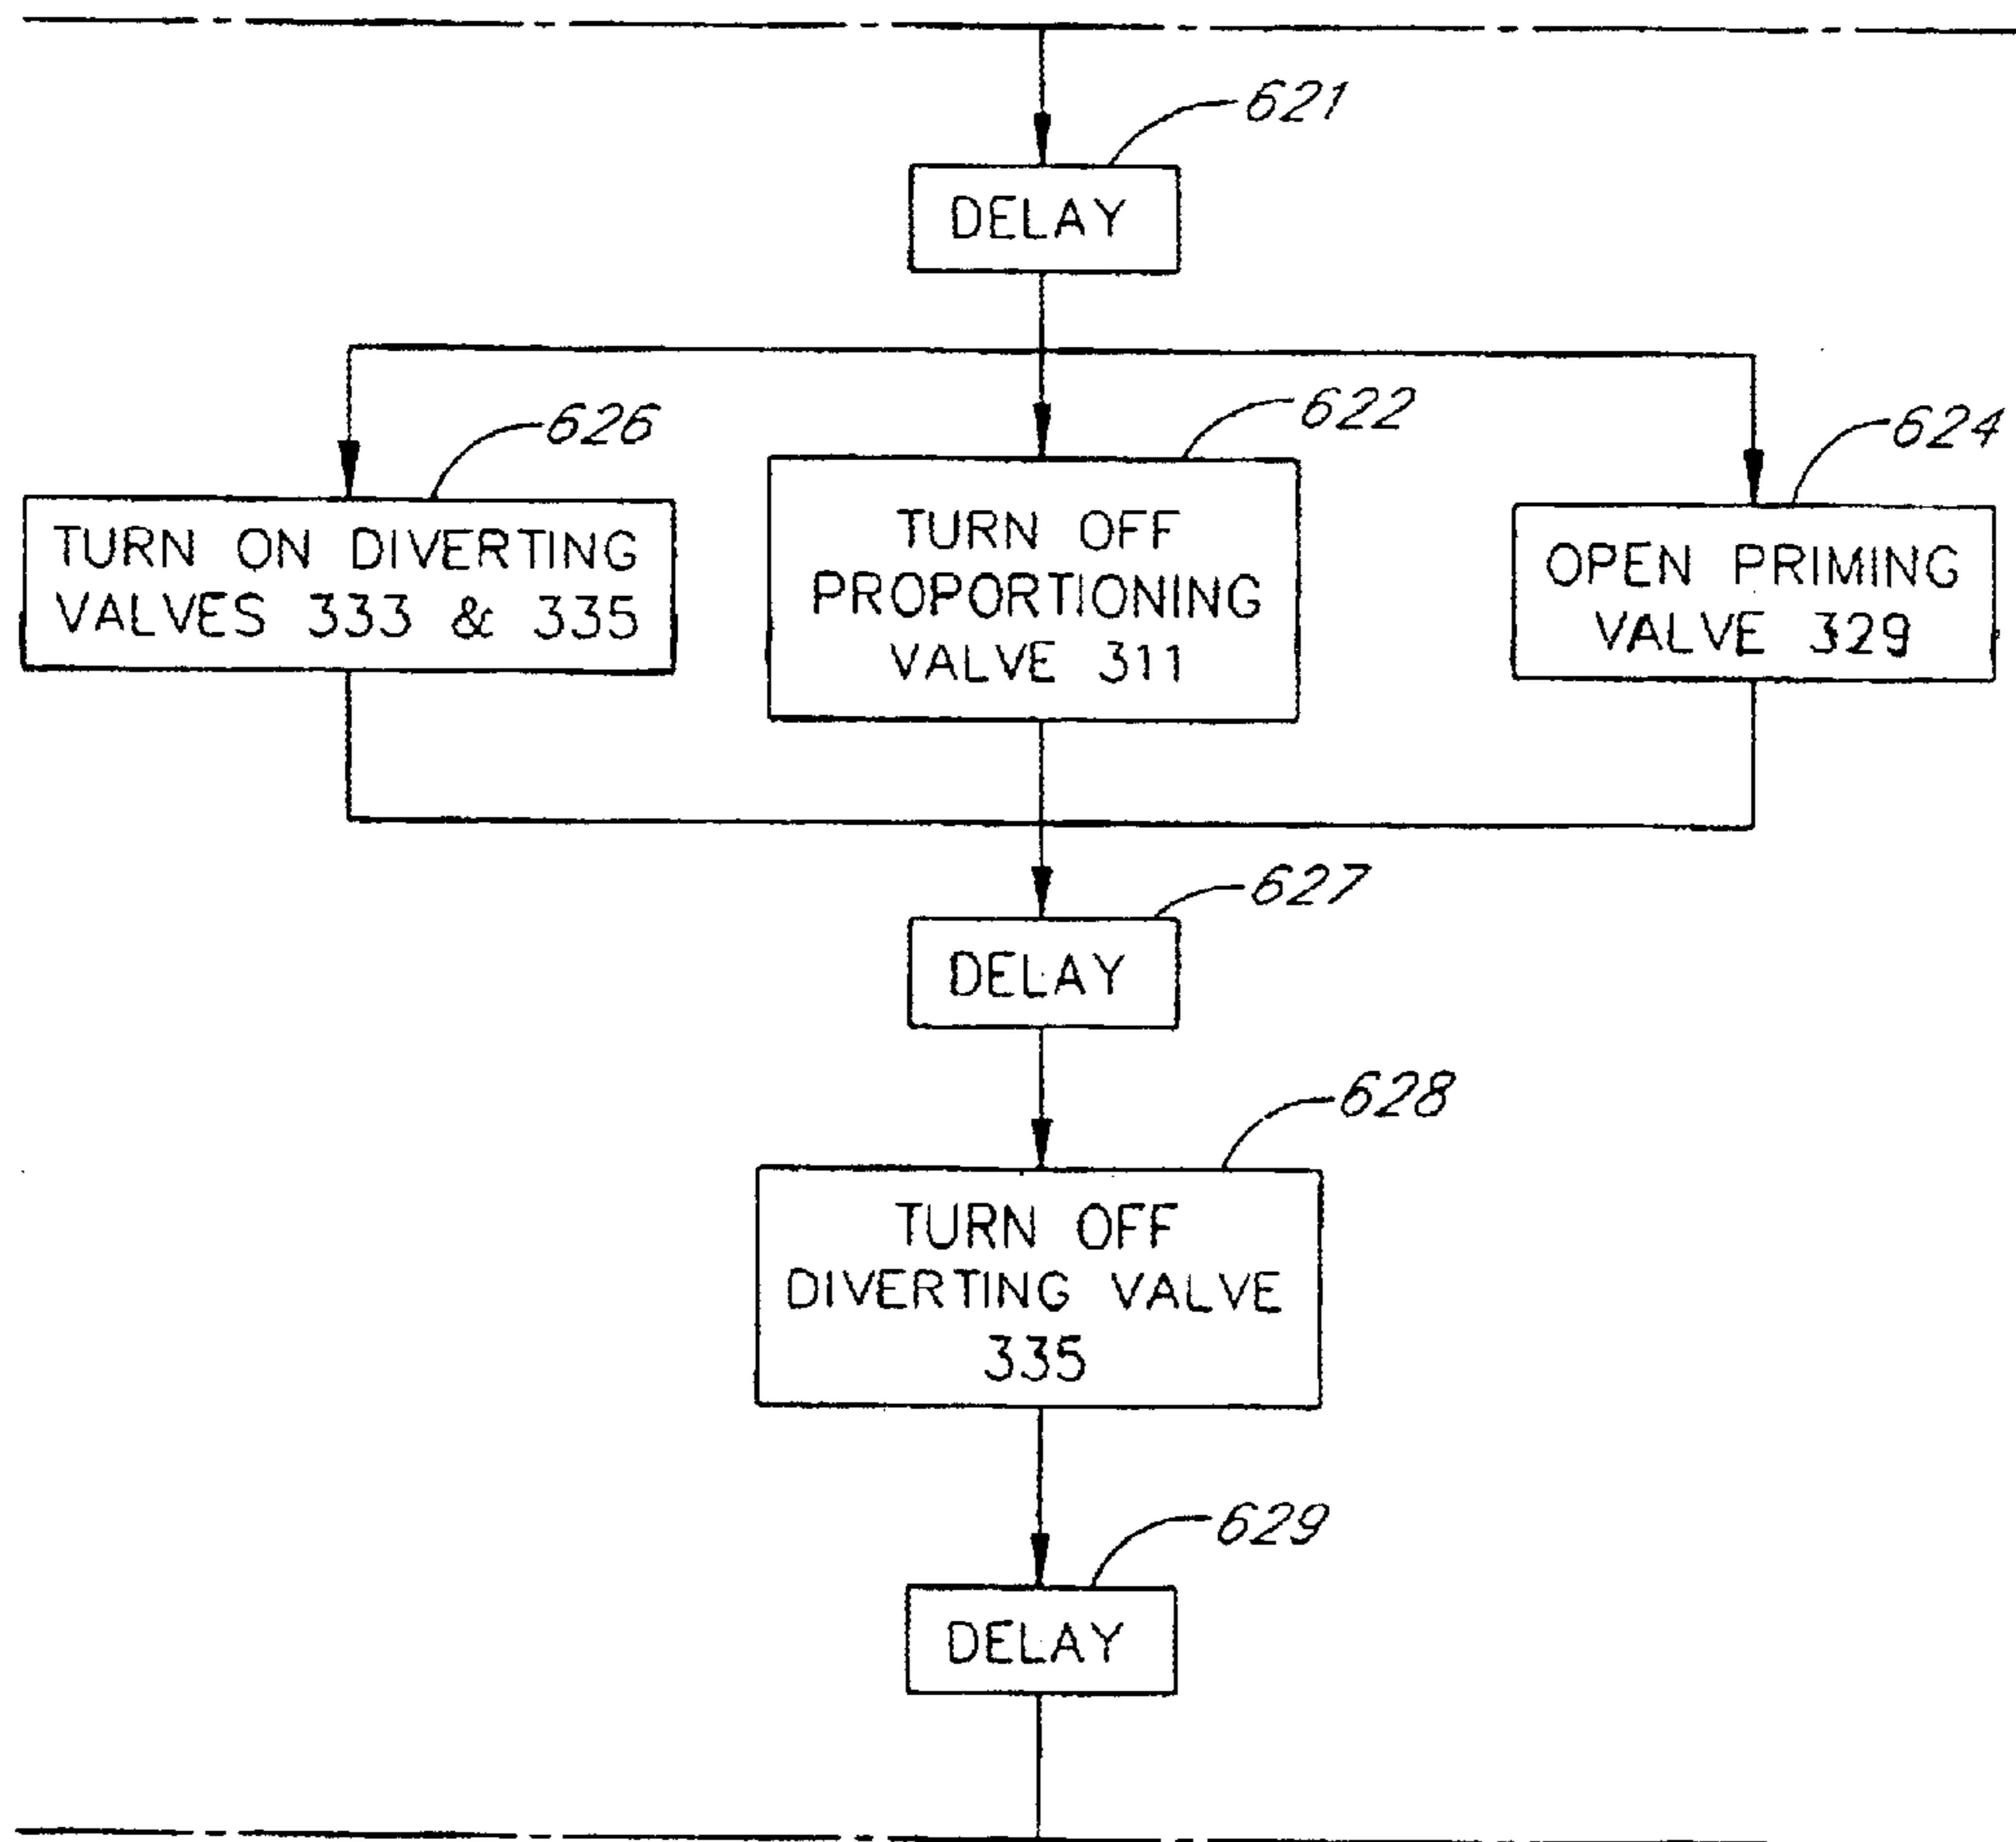 621
DELAY
626
622
624
TURN ON DIVERTING
VALVES 333 & 335
TURN OFF
PROPORTIONING
VALVE 311
OPEN PRIMING
VALVE 329
627
DELAY
628
TURN OFF
DIVERTING VALVE
335
629
DELAY